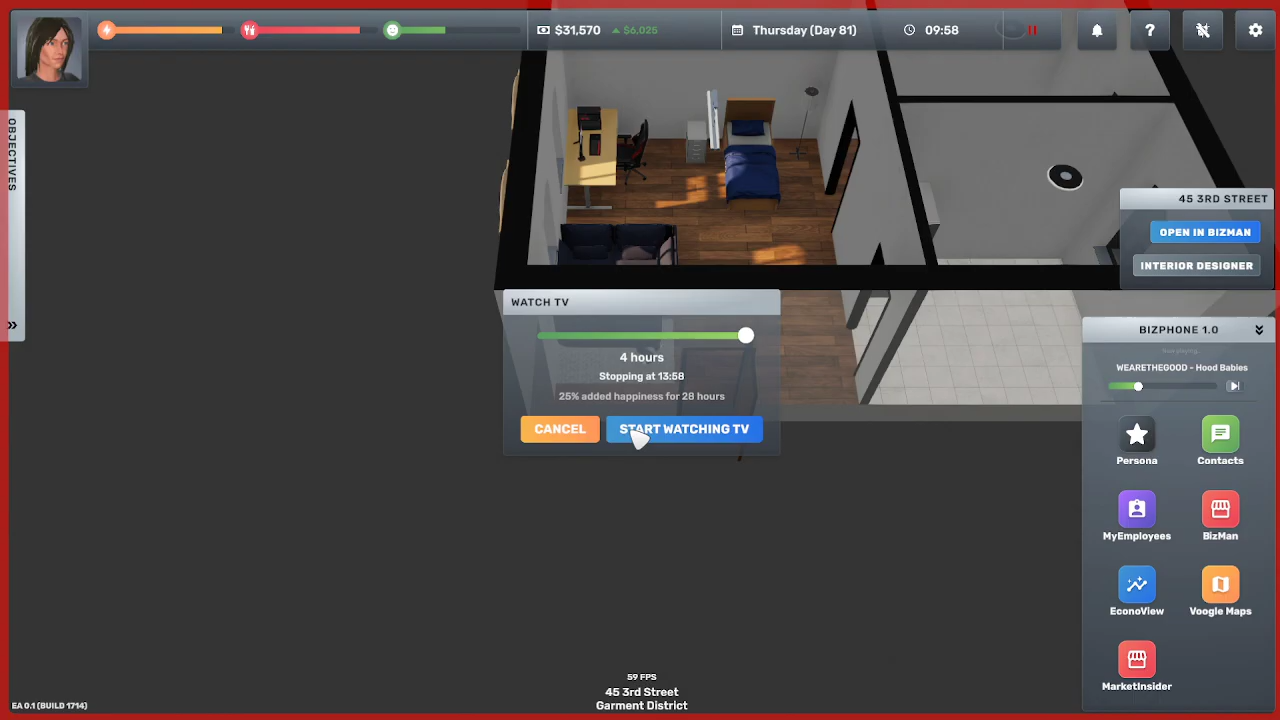 $31,570
$6,025
Thursday (Day 81)
09:58
?
OBJECTIVES
45 3RD STREET
OPEN IN BIZMAN
INTERIOR DESIGNER
WATCH TV
4 hours
Stopping at 13:58
25% added happiness for 28 hours
CANCEL
START WATCHING TV
BIZPHONE 1.0
Now playing..
WEARETHEGOOD - Hood Babies
Persona
Contacts
MyEmployees
BizMan
EconoView
Voogle Maps
MarketInsider
59 FPS
45 3rd Street
Garment District
EA 0.1 (BUILD 1714)